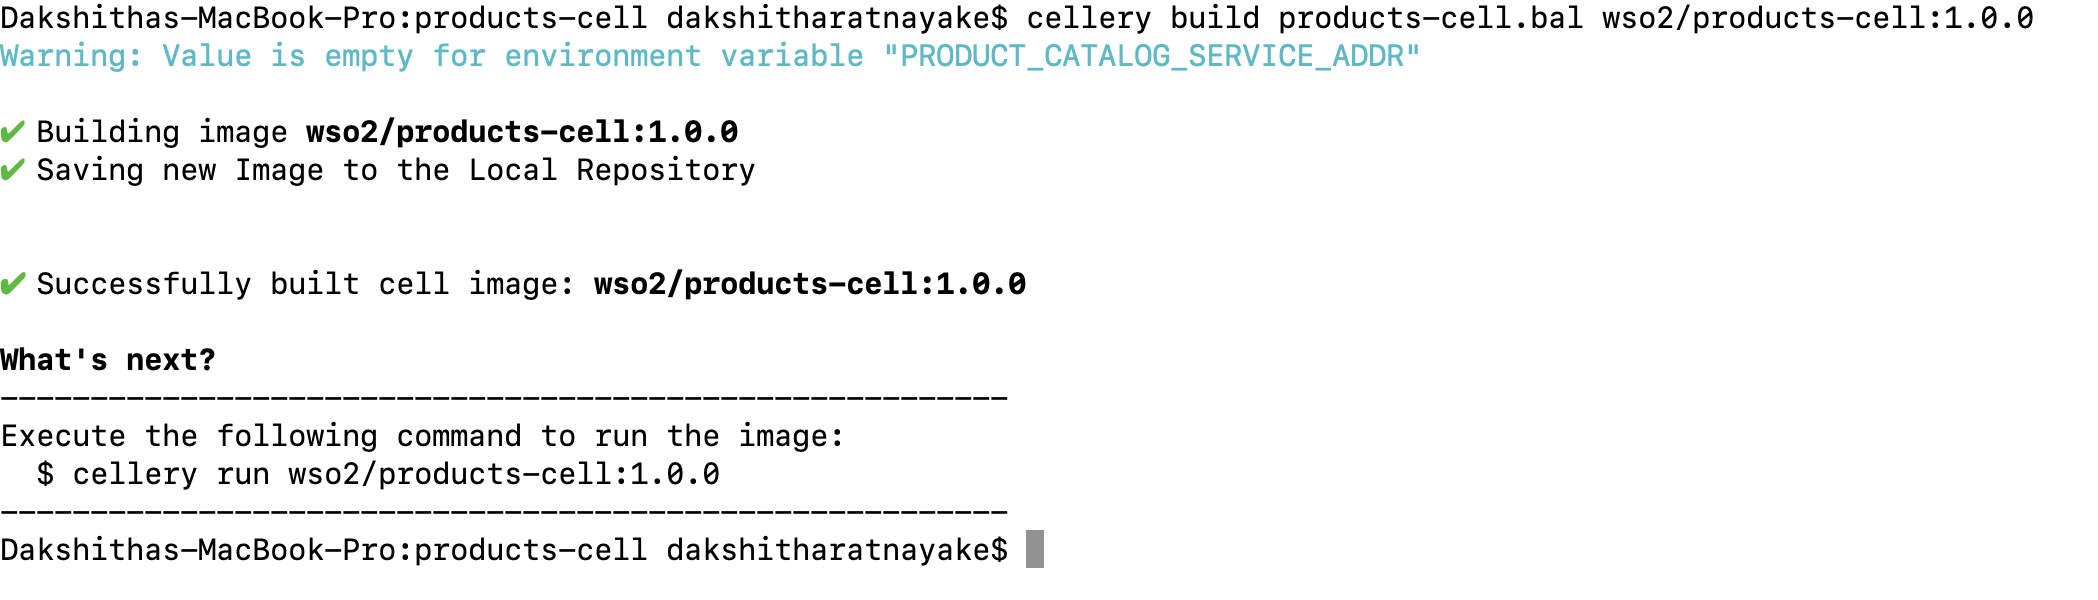 Dakshithas-MacBook-Pro:products-cell dakshitharatnayake$ cellery build products-cell.bal wso2/products-cell:1.0.0
Warning: Value is empty for environment variable "PRODUCT_CATALOG_SERVICE_ADDR"
✔ Building image wso2/products-cell:1.0.0
✔ Saving new Image to the Local Repository
✔ Successfully built cell image: wso2/products-cell:1.0.0
What's next?
--------------------------------------------------------
Execute the following command to run the image:
  $ cellery run wso2/products-cell:1.0.0
--------------------------------------------------------
Dakshithas-MacBook-Pro:products-cell dakshitharatnayake$